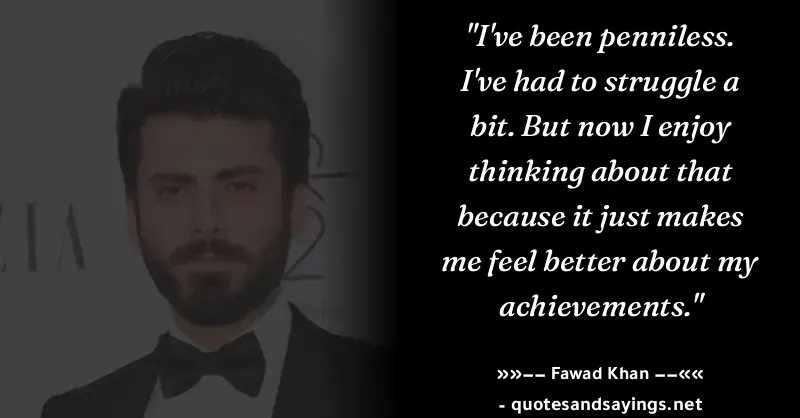 "I've been penniless.
I've had to struggle a
bit. But now I enjoy
thinking about that
because it just makes
me feel better about my
achievements."
»»−− Fawad Khan −−««
- quotesandsayings.net
ZIA